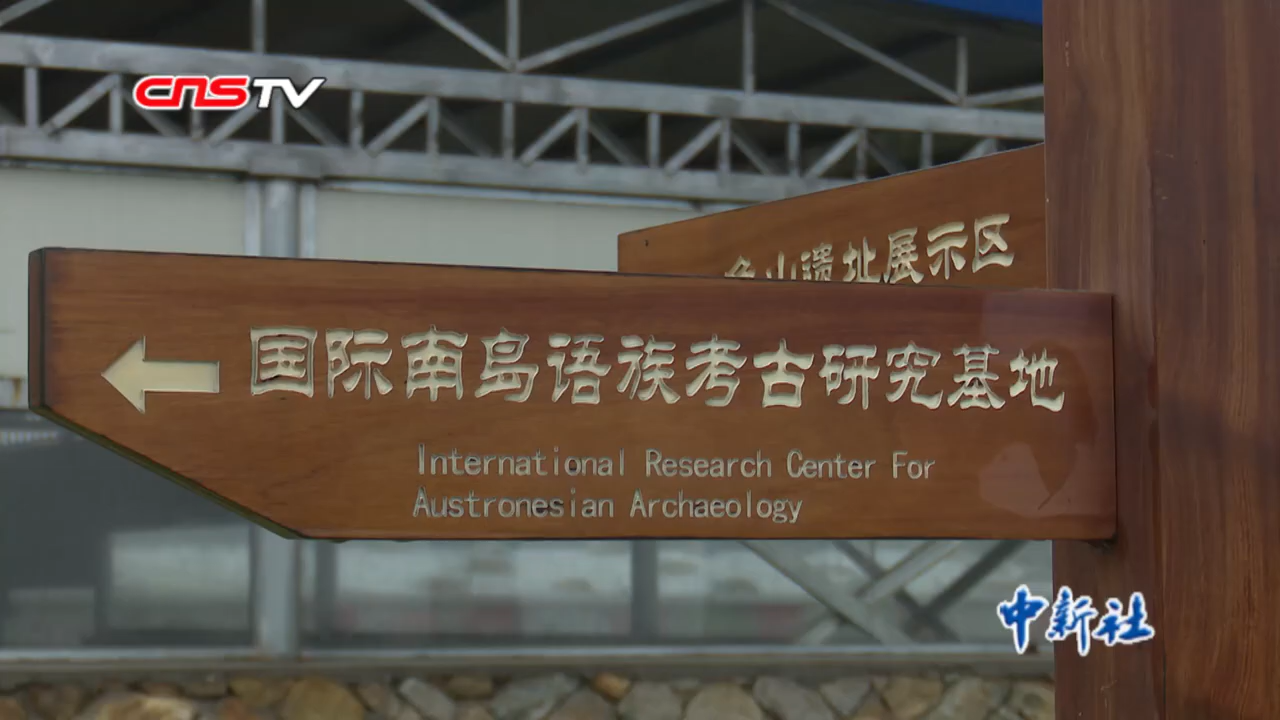 CNSTV
山遗址展示区
国际南岛语族考古研究基地
International Research Center For
Austronesian Archaeology
中新社